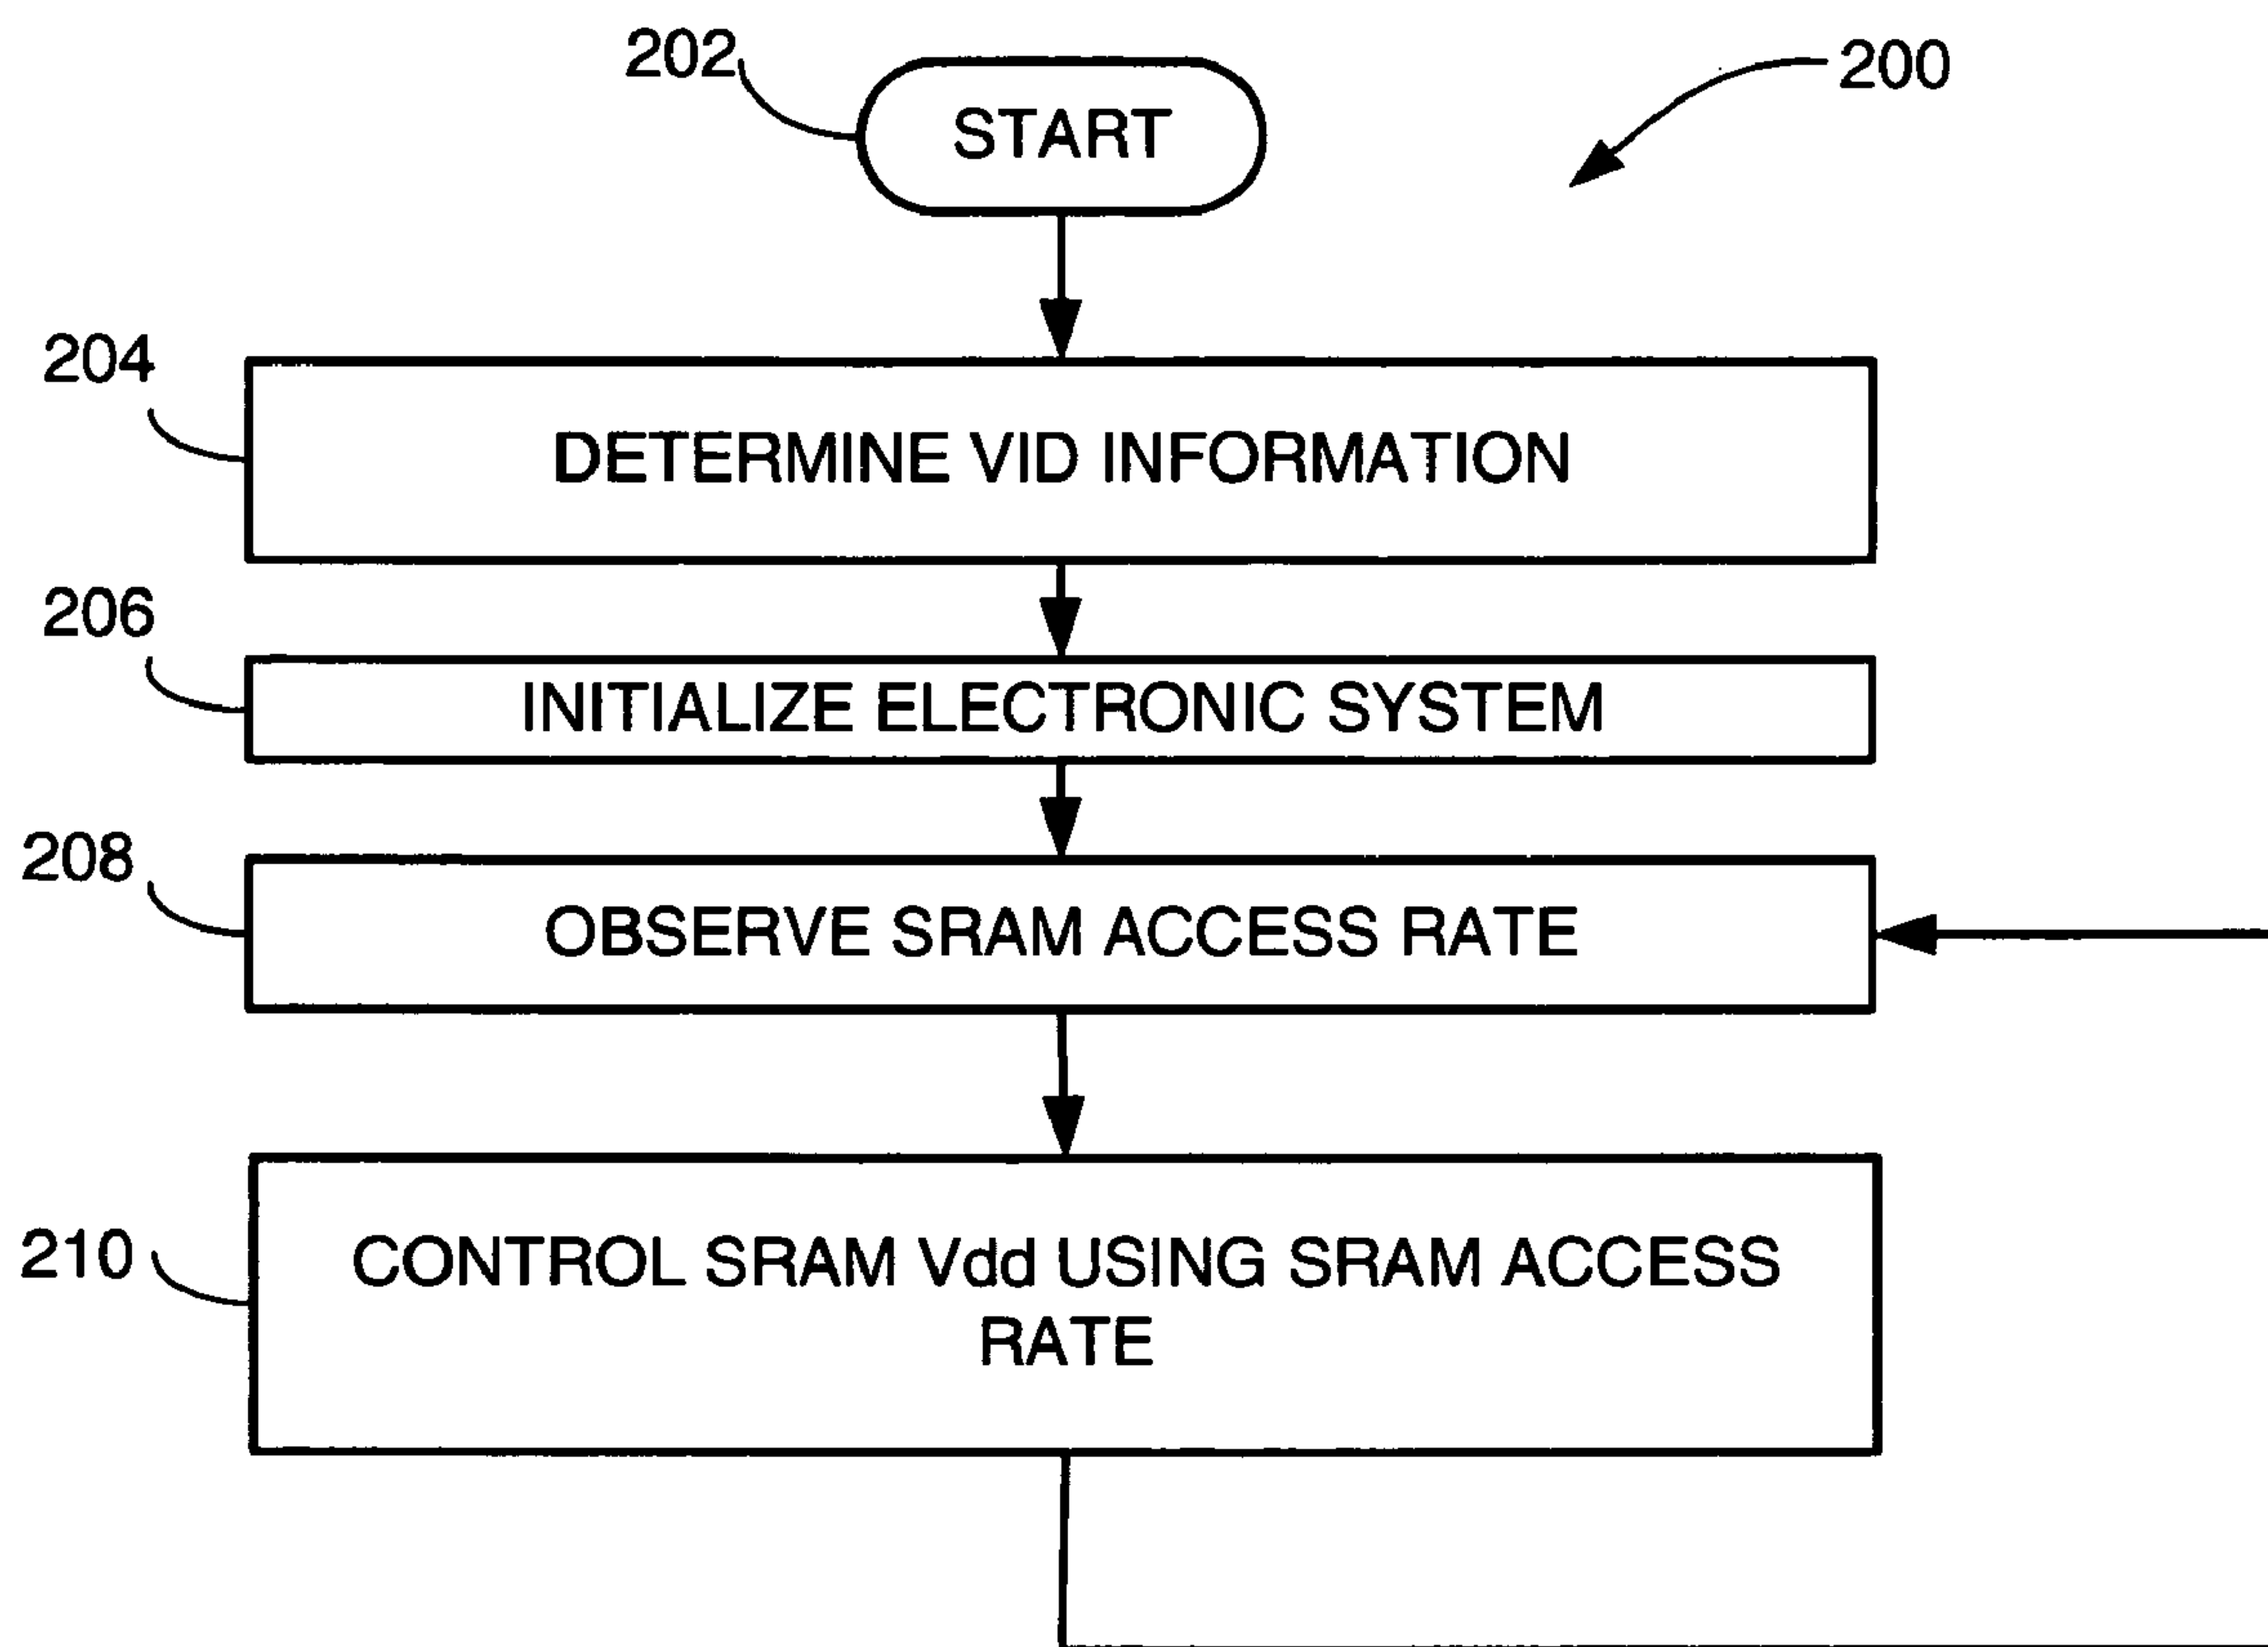 202
START
200
204
DETERMINE VID INFORMATION
206
INITIALIZE ELECTRONIC SYSTEM
208
OBSERVE SRAM ACCESS RATE
210
CONTROL SRAM Vdd USING SRAM ACCESS
RATE